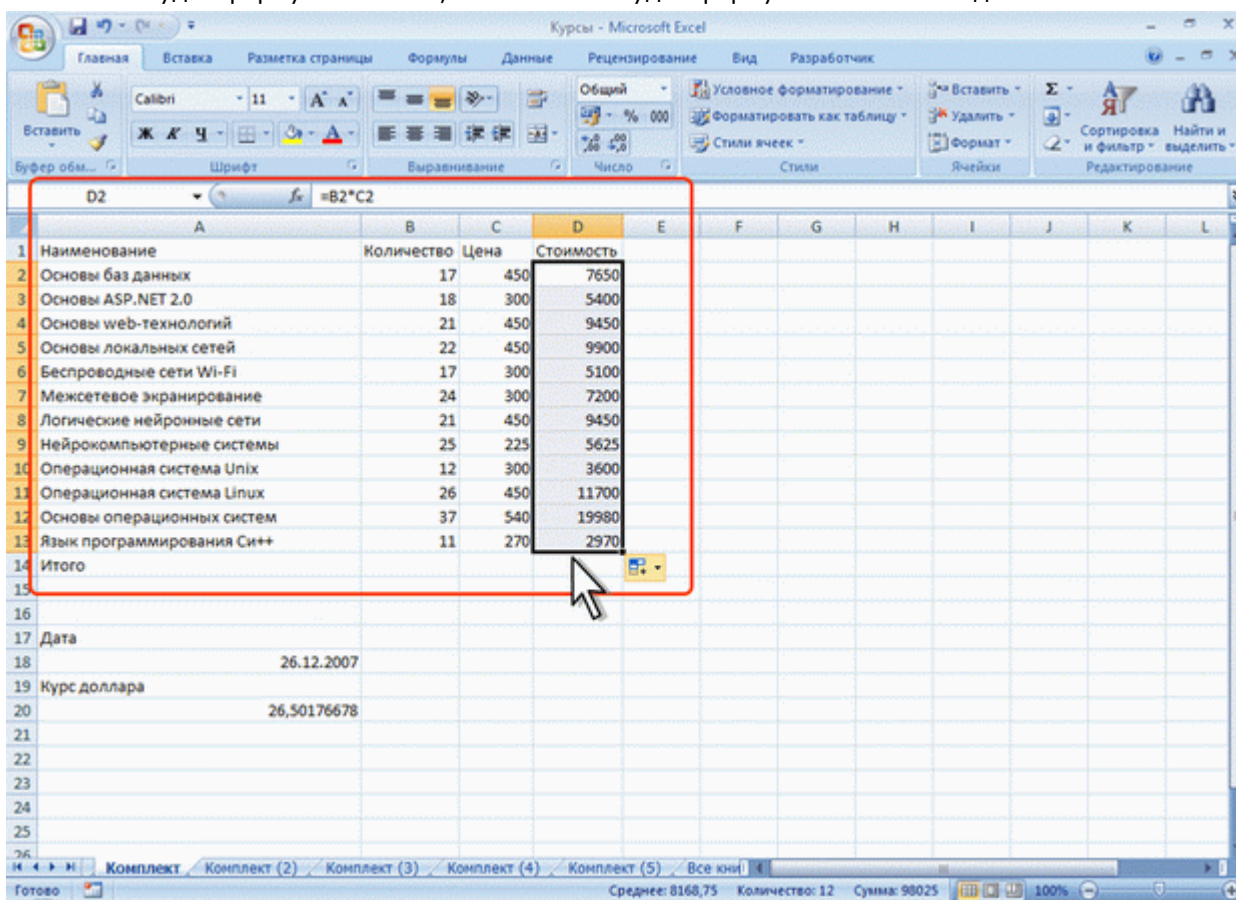 Курсы - Microsoft Excel
Главная Вставка Разметка страницы Формулы Данные Рецензирование Вид Разработчик
Вставить
Calibri 11
Ж К Ч
Общий
% 000
Условное форматирование
Форматировать как таблицу
Стили ячеек
Вставить
Удалить
Формат
Σ
Сортировка и фильтр
Найти и выделить
Буфер обм... Шрифт Выравнивание Число Стили Ячейки Редактирование
D2 fx =B2*C2
A B C D E F G H I J K L
1 Наименование Количество Цена Стоимость
2 Основы баз данных 17 450 7650
3 Основы ASP.NET 2.0 18 300 5400
4 Основы web-технологий 21 450 9450
5 Основы локальных сетей 22 450 9900
6 Беспроводные сети Wi-Fi 17 300 5100
7 Межсетевое экранирование 24 300 7200
8 Логические нейронные сети 21 450 9450
9 Нейрокомпьютерные системы 25 225 5625
10 Операционная система Unix 12 300 3600
11 Операционная система Linux 26 450 11700
12 Основы операционных систем 37 540 19980
13 Язык программирования Си++ 11 270 2970
14 Итого
15
16
17 Дата
18 26.12.2007
19 Курс доллара
20 26,50176678
21
22
23
24
25
26
Комплект Комплект (2) Комплект (3) Комплект (4) Комплект (5) Все кни
Готово Среднее: 8168,75 Количество: 12 Сумма: 98025 100%